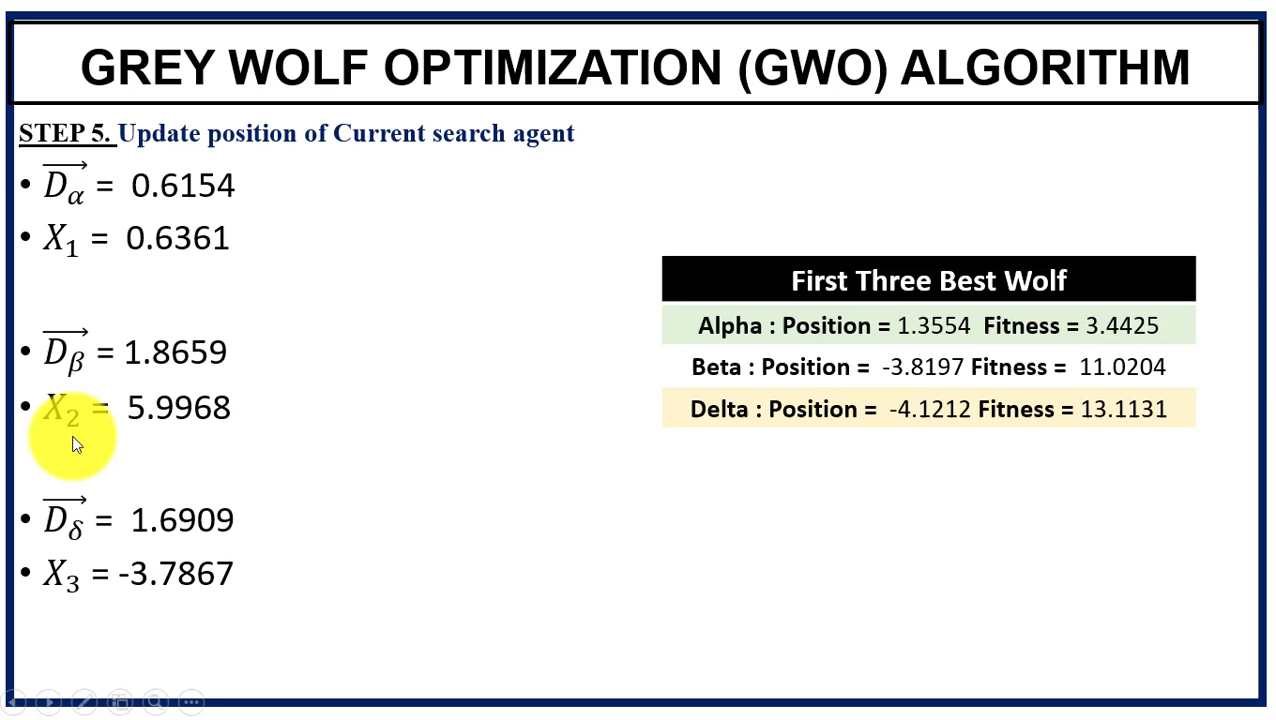 GREY WOLF OPTIMIZATION (GWO) ALGORITHM
STEP 5. Update position of Current search agent
• D⃗α = 0.6154
• X₁ = 0.6361
• D⃗β = 1.8659
• X₂ = 5.9968
• D⃗δ = 1.6909
• X₃ = -3.7867
First Three Best Wolf
Alpha : Position = 1.3554 Fitness = 3.4425
Beta : Position = -3.8197 Fitness = 11.0204
Delta : Position = -4.1212 Fitness = 13.1131